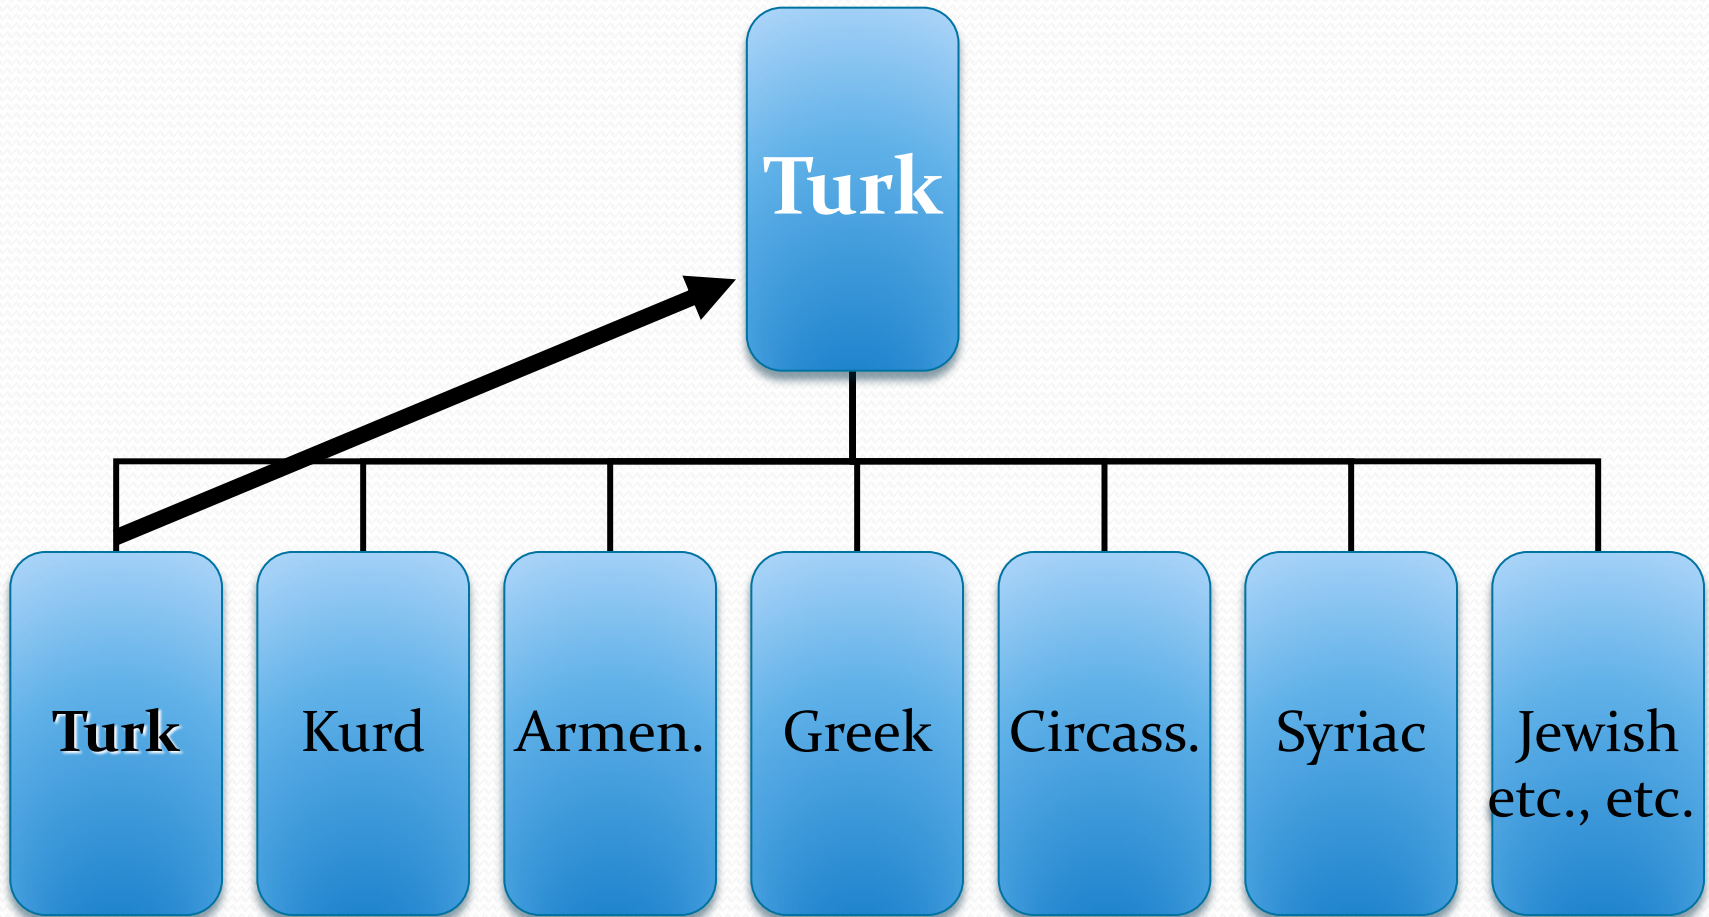 Turk
Turk
Kurd
Armen.
Greek
Circass.
Syriac
Jewish
etc., etc.